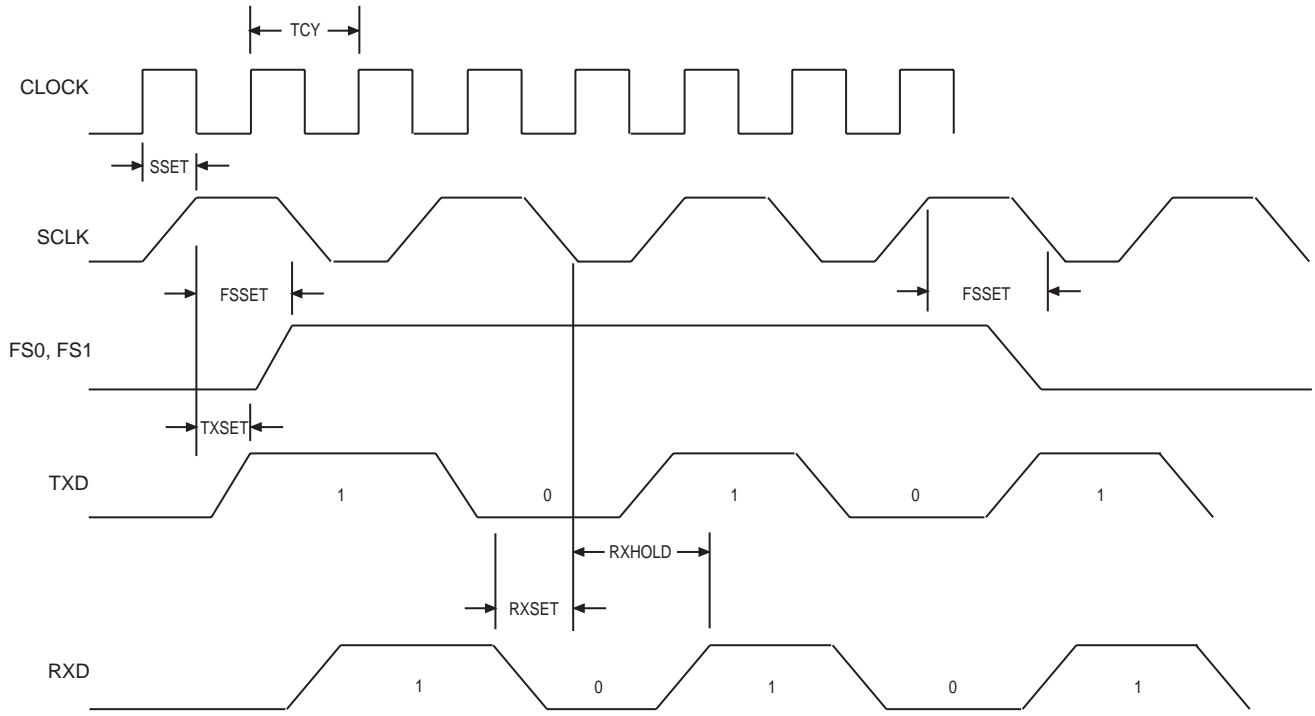 TCY
CLOCK
SSET
SCLK
FSSET
FSSET
FS0, FS1
TXSET
TXD
1
0
1
0
1
RXHOLD
RXSET
RXD
1
0
1
0
1